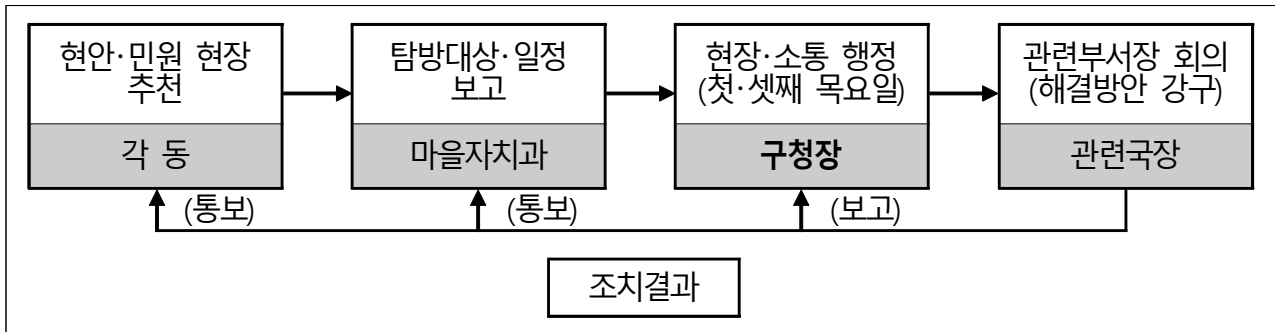 현안·민원 현장
추천
각 동
탐방대상·일정
보고
마을자치과
현장·소통 행정
(첫·셋째 목요일)
구청장
관련부서장 회의
(해결방안 강구)
관련국장
(통보)
(통보)
(보고)
조치결과